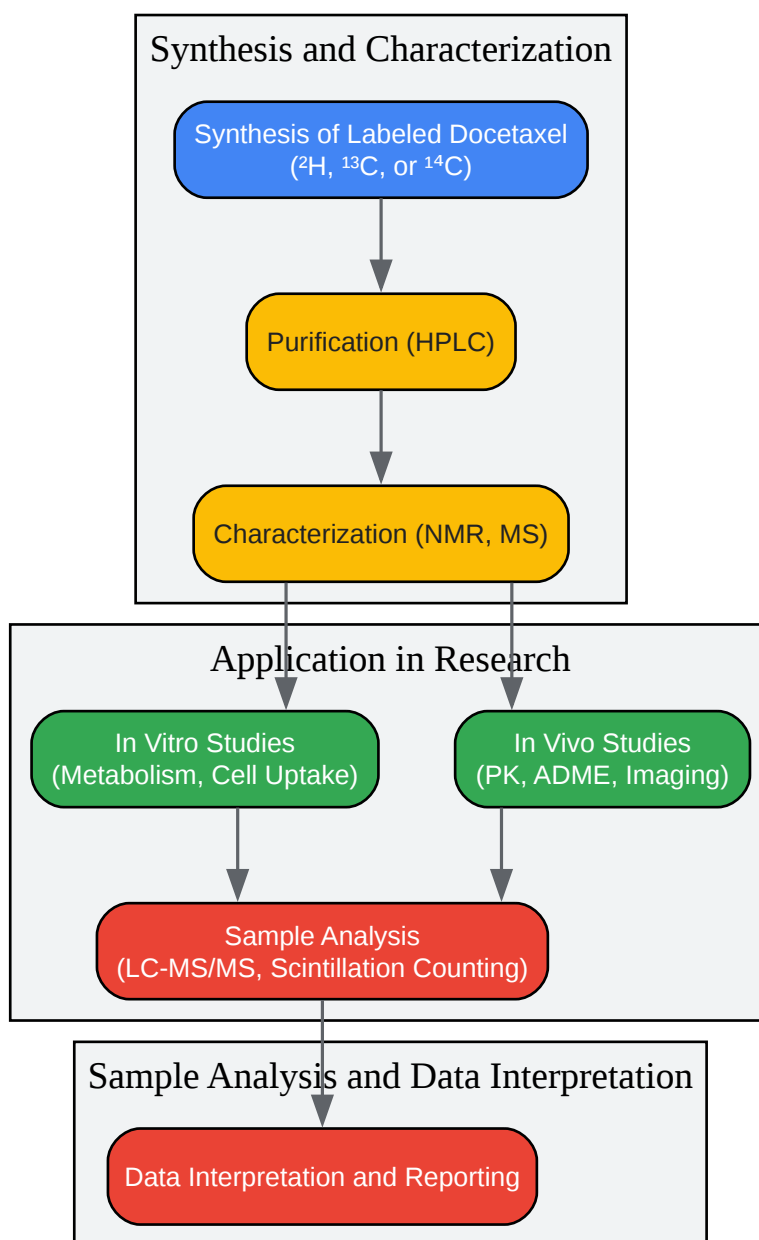 Synthesis and Characterization
Synthesis of Labeled Docetaxel
(²H, ¹³C, or ¹⁴C)
Purification (HPLC)
Characterization (NMR, MS)
Application in Research
In Vitro Studies
(Metabolism, Cell Uptake)
In Vivo Studies
(PK, ADME, Imaging)
Sample Analysis
(LC-MS/MS, Scintillation Counting)
Sample Analysis and Data Interpretation
Data Interpretation and Reporting